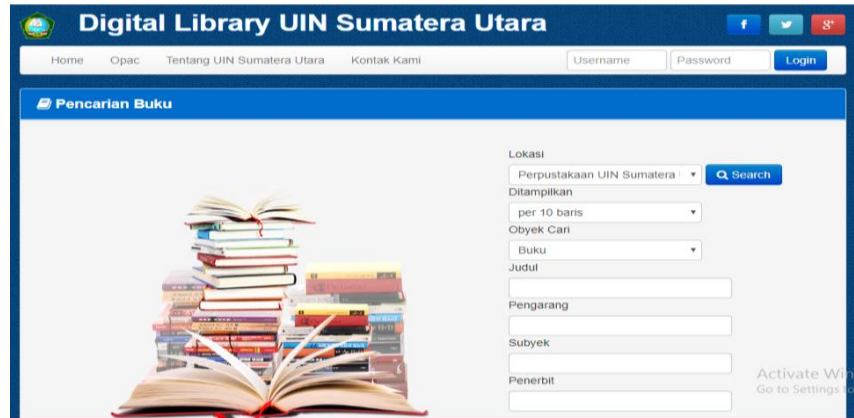 Digital Library UIN Sumatera Utara
f
g+
Home Opac Tentang UIN Sumatera Utara Kontak Kami Username Password Login
Pencarian Buku
Lokasi
Perpustakaan UIN Sumatera Search
Ditampilkan
per 10 baris
Obyek Cari
Buku
Judul
Pengarang
Subyek
Penerbit
Activate Win
Go to Settings to